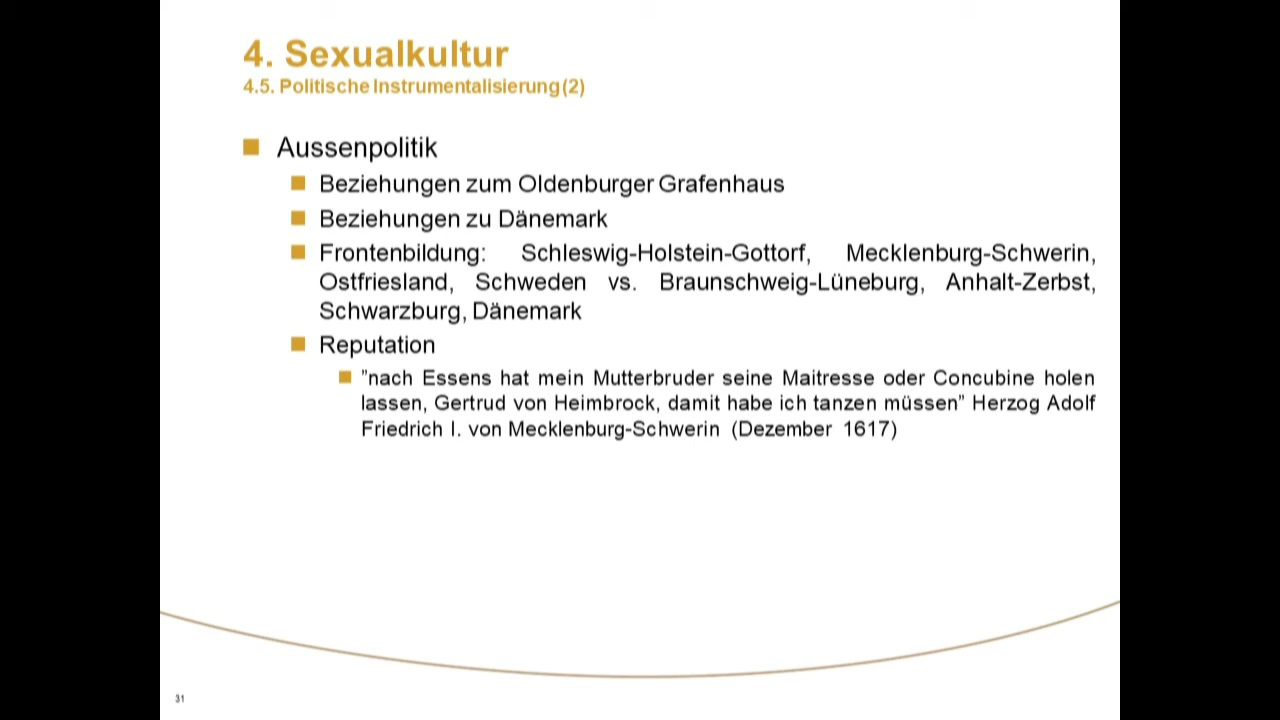 4. Sexualkultur
4.5. Politische Instrumentalisierung(2)
Aussenpolitik
Beziehungen zum Oldenburger Grafenhaus
Beziehungen zu Dänemark
Frontenbildung: Schleswig-Holstein-Gottorf, Mecklenburg-Schwerin,
Ostfriesland, Schweden vs. Braunschweig-Lüneburg, Anhalt-Zerbst,
Schwarzburg, Dänemark
Reputation
”nach Essens hat mein Mutterbruder seine Maitresse oder Concubine holen
lassen, Gertrud von Heimbrock, damit habe ich tanzen müssen” Herzog Adolf
Friedrich I. von Mecklenburg-Schwerin (Dezember 1617)
31